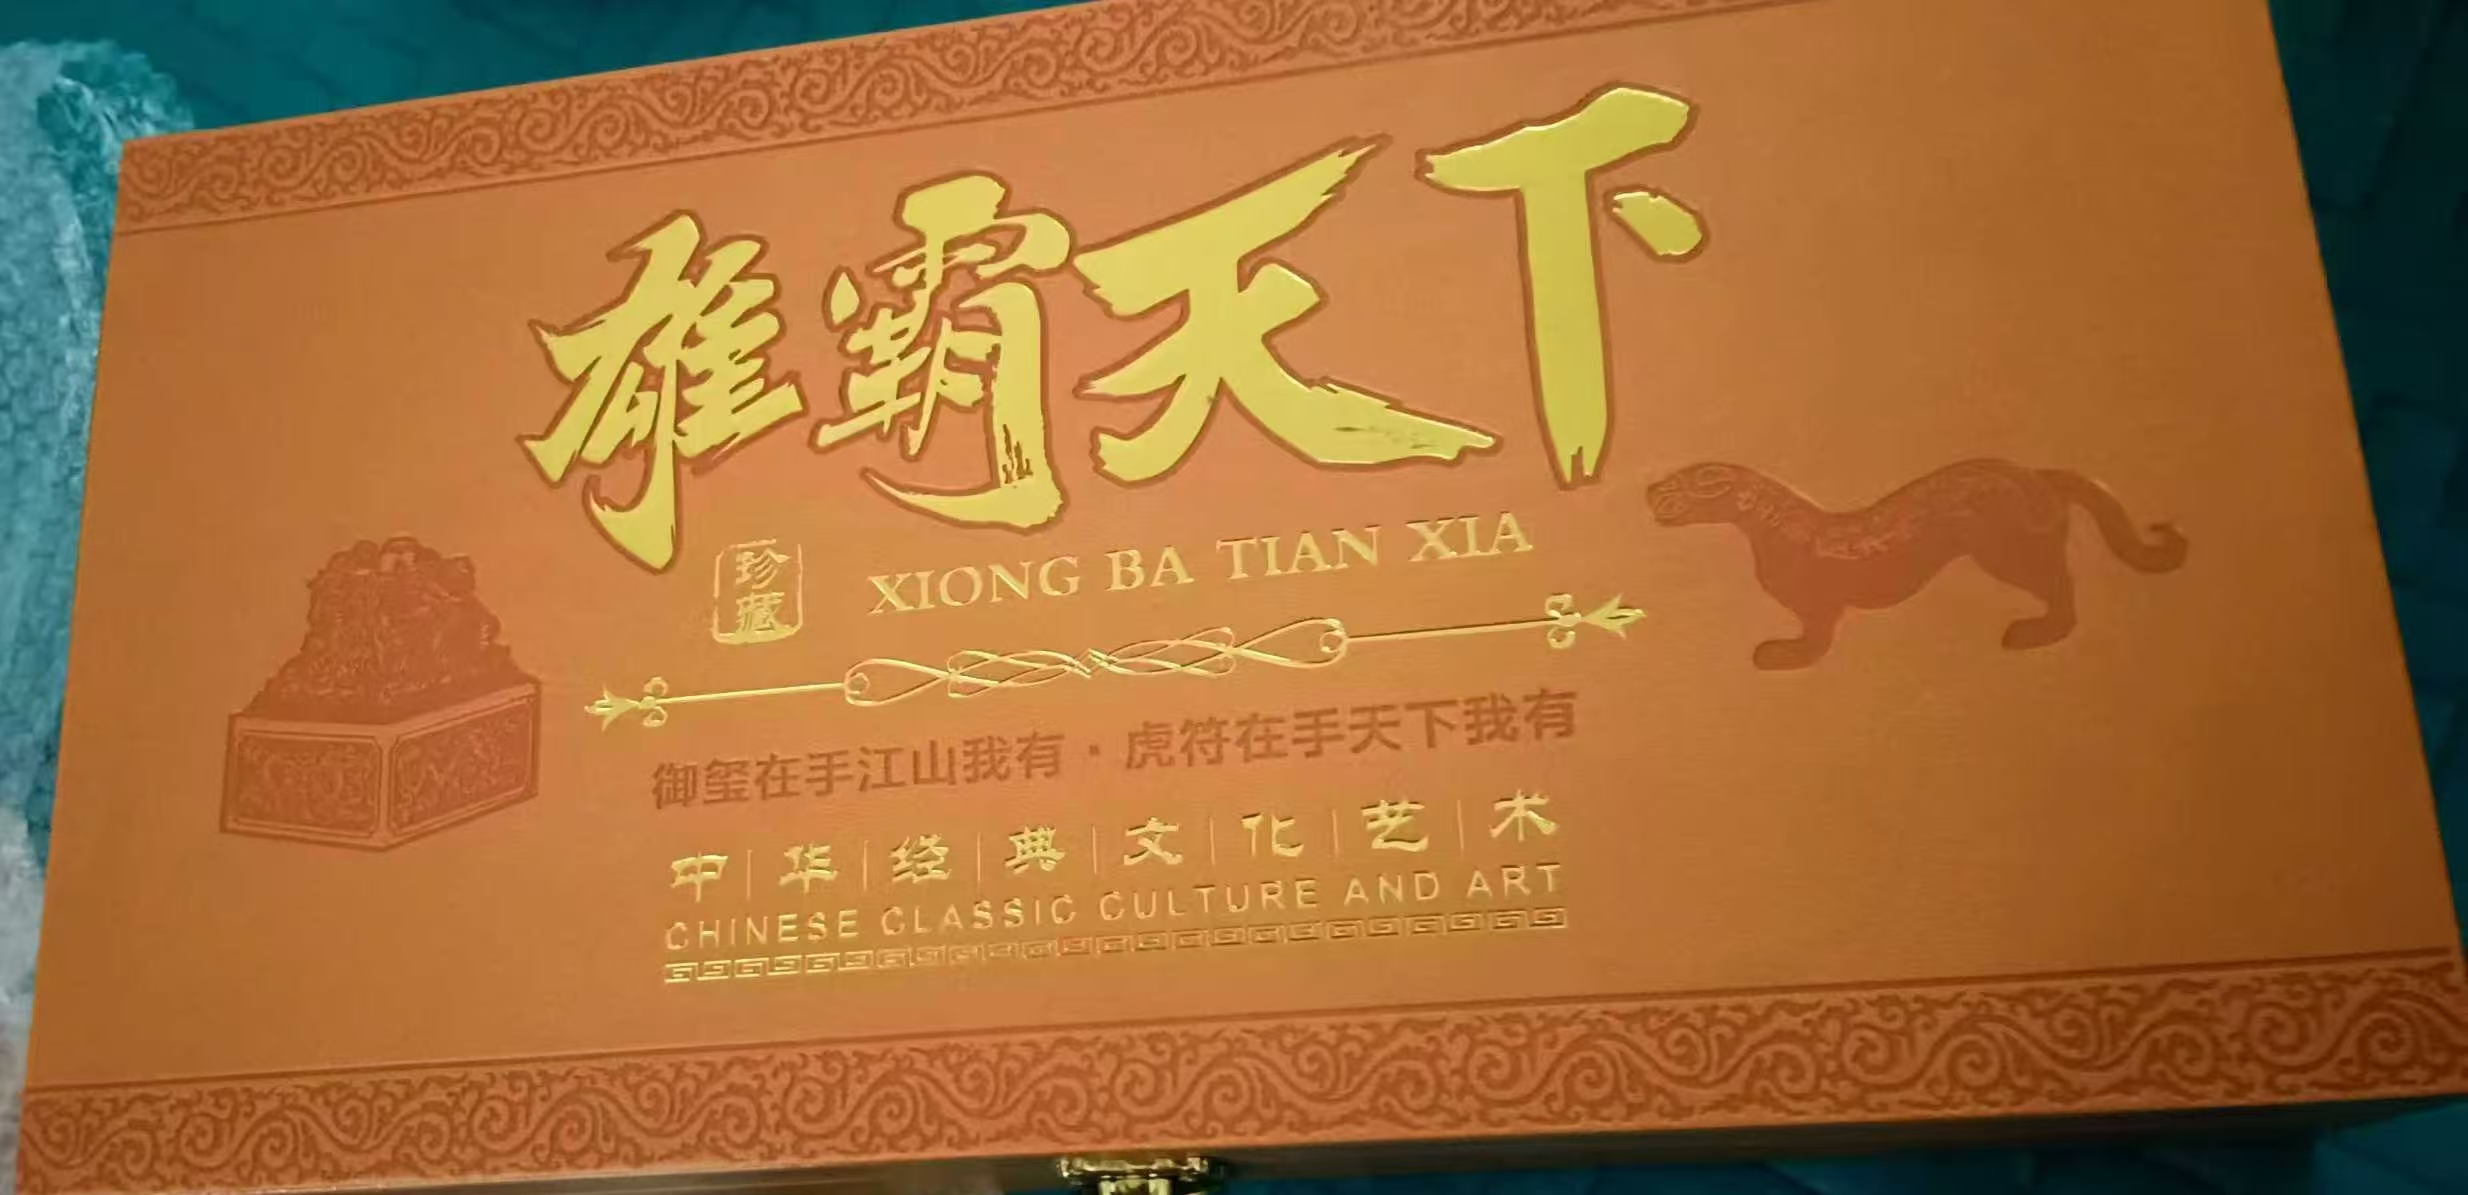 雄霸天下
珍藏
XIONG BA TIAN XIA
御玺在手江山我有·虎符在手天下我有
中|华|经|典|文|化|艺|术
CHINESE CLASSIC CULTURE AND ART